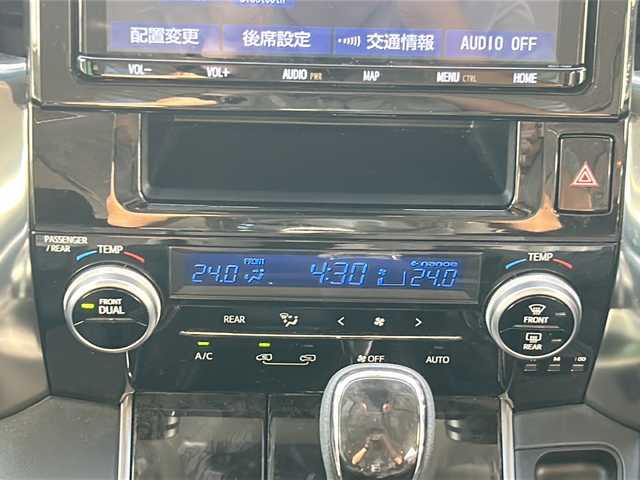 配置変更 後席設定 交通情報 AUDIO OFF
VOL- VOL+ AUDIO PWR MAP MENU CTRL HOME
PASSENGER
/REAR
TEMP TEMP
FRONT
24.0 4:30 24.0
FRONT
DUAL
FRONT
REAR
REAR
A/C OFF AUTO